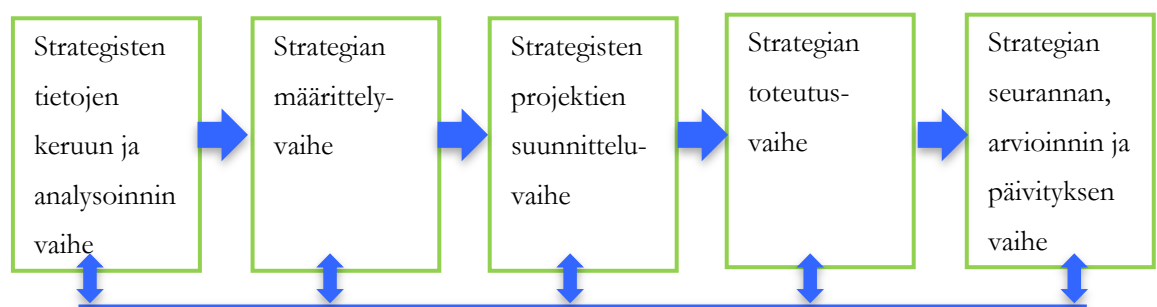 Strategisten
tietojen
keruun ja
analysoinnin
vaihe
Strategian
määrittely-
vaihe
Strategisten
projektien
suunnittelu-
vaihe
Strategian
toteutus-
vaihe
Strategian
seurannan,
arvioinnin ja
päivityksen
vaihe